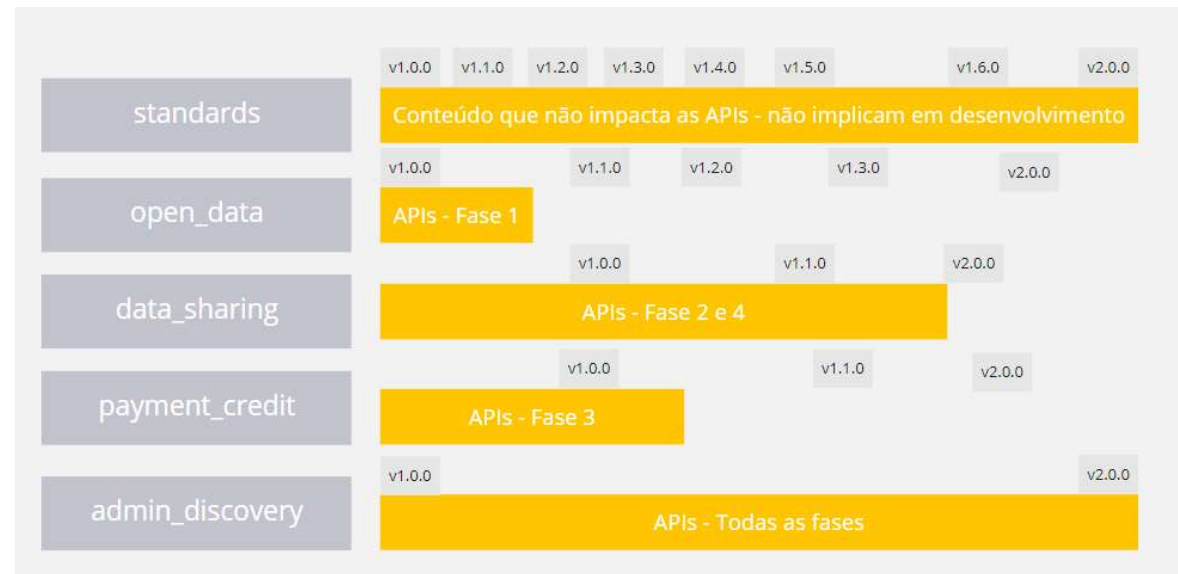 v1.0.0 v1.1.0 v1.2.0 v1.3.0 v1.4.0 v1.5.0 v1.6.0 v2.0.0
standards
Conteúdo que não impacta as APIs - não implicam em desenvolvimento
v1.0.0 v1.1.0 v1.2.0 v1.3.0 v2.0.0
open_data
APIs - Fase 1
v1.0.0 v1.1.0 v2.0.0
data_sharing
APIs - Fase 2 e 4
v1.0.0 v1.1.0 v2.0.0
payment_credit
APIs - Fase 3
v1.0.0 v2.0.0
admin_discovery
APIs - Todas as fases